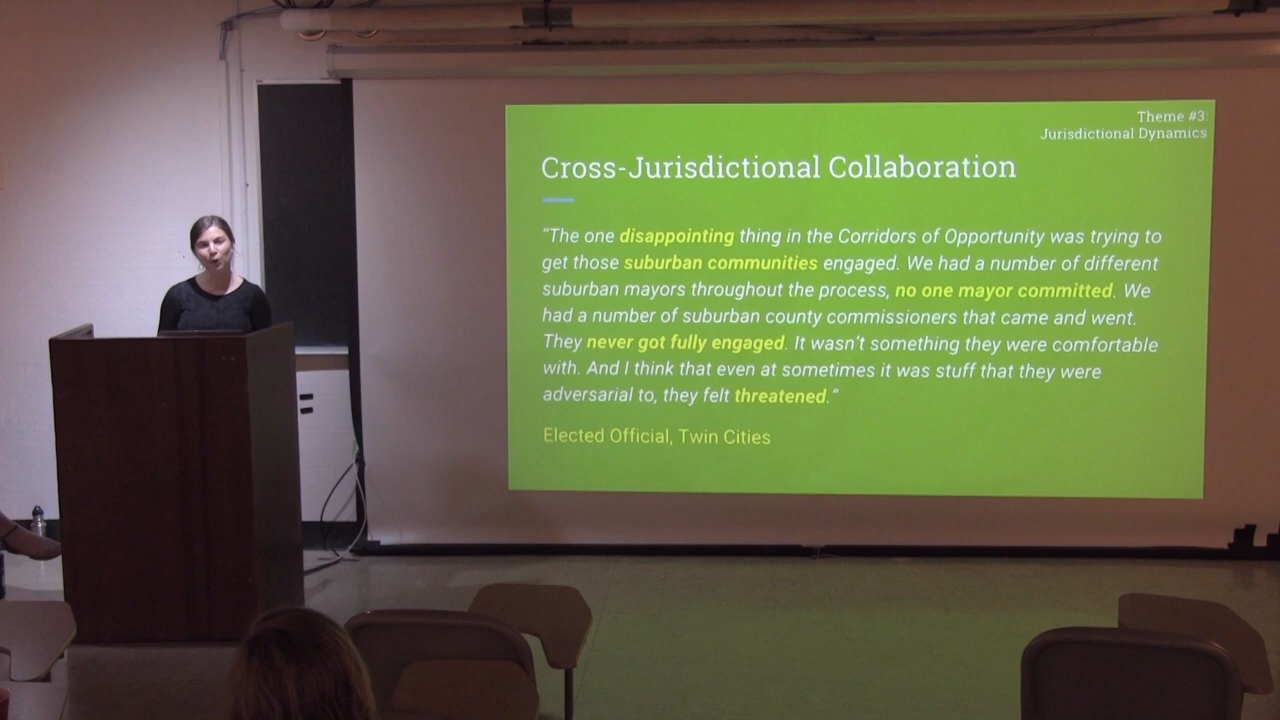 Theme #3:
Jurisdictional Dynamics
Cross-Jurisdictional Collaboration
"The one disappointing thing in the Corridors of Opportunity was trying to
get those suburban communities engaged. We had a number of different
suburban mayors throughout the process, no one mayor committed. We
had a number of suburban county commissioners that came and went.
They never got fully engaged. It wasn't something they were comfortable
with. And I think that even at sometimes it was stuff that they were
adversarial to, they felt threatened."
Elected Official, Twin Cities